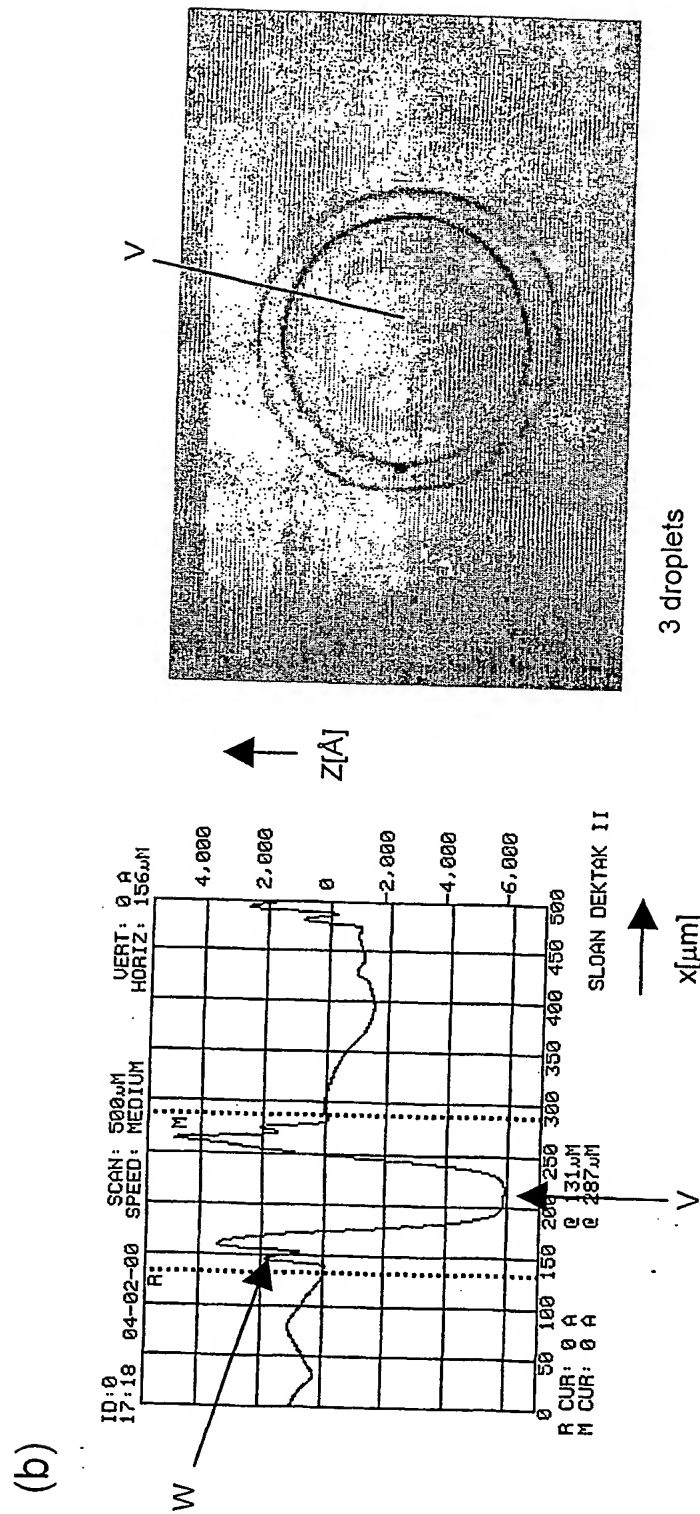 (b)
ID:0 SCAN: 500µM VERT: 0 A
17:18 04-02-00 SPEED: MEDIUM HORIZ: 156µM
R
M
W
4,000
2,000
0
-2,000
-4,000
-6,000
0 50 100 150 200 250 300 350 400 450 500
R CUR: 0 A @ 131µM
M CUR: 0 A @ 287µM
SLOAN DEKTAK II
V
x[µm]
Z[Å]
V
3 droplets